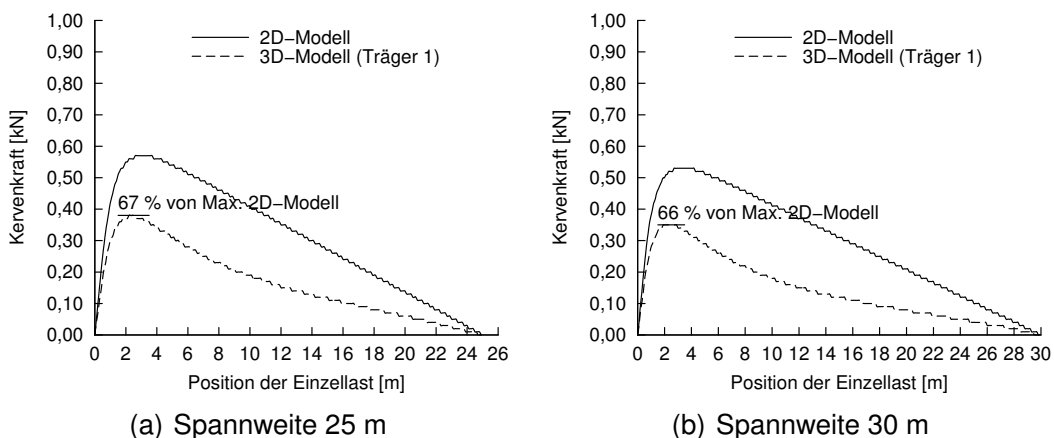 1,00
0,90
0,80
0,70
0,60
0,50
0,40
0,30
0,20
0,10
0,00
Kervenkraft [kN]
2D−Modell
3D−Modell (Träger 1)
67 % von Max. 2D−Modell
0 2 4 6 8 10 12 14 16 18 20 22 24 26
Position der Einzellast [m]
(a) Spannweite 25 m
1,00
0,90
0,80
0,70
0,60
0,50
0,40
0,30
0,20
0,10
0,00
Kervenkraft [kN]
2D−Modell
3D−Modell (Träger 1)
66 % von Max. 2D−Modell
0 2 4 6 8 10 12 14 16 18 20 22 24 26 28 30
Position der Einzellast [m]
(b) Spannweite 30 m